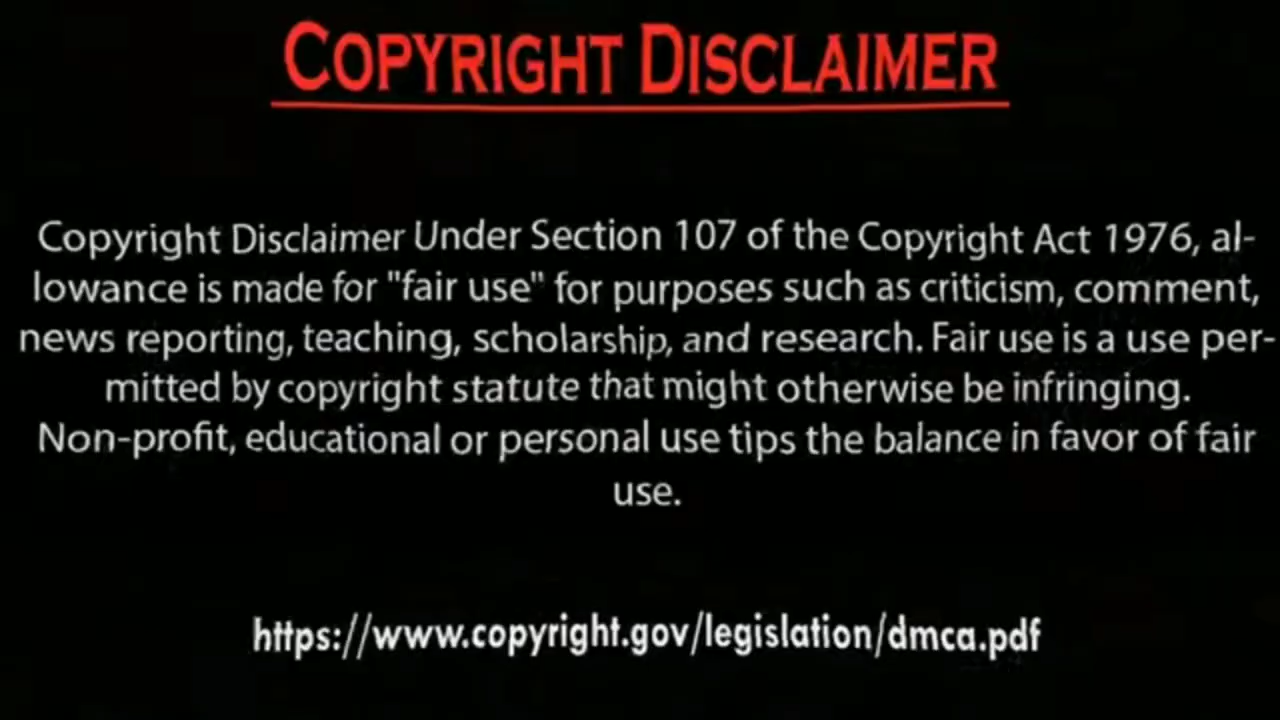 COPYRIGHT DISCLAIMER
Copyright Disclaimer Under Section 107 of the Copyright Act 1976, al-
lowance is made for "fair use" for purposes such as criticism, comment,
news reporting, teaching, scholarship, and research. Fair use is a use per-
mitted by copyright statute that might otherwise be infringing.
Non-profit, educational or personal use tips the balance in favor of fair
use.
https://www.copyright.gov/legislation/dmca.pdf